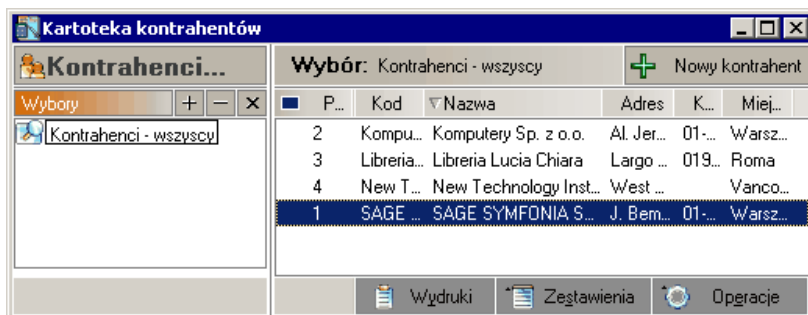 Kartoteka kontrahentów
Kontrahenci...
Wybór: Kontrahenci - wszyscy
Nowy kontrahent
Wybory
P... Kod Nazwa Adres K... Miej...
Kontrahenci - wszyscy
2 Kompu... Komputery Sp. z o.o. Al. Jer... 01-... Warsz...
3 Libreria... Libreria Lucia Chiara Largo ... 019... Roma
4 New T... New Technology Inst... West ... Vanco...
1 SAGE ... SAGE SYMFONIA S... J. Bem... 01-... Warsz...
Wydruki Zestawienia Operacje